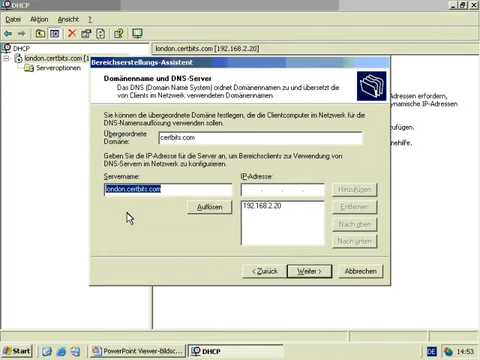 DHCP
Datei Aktion Ansicht ?
DHCP
london.certbits.com [192.168.2.20]
london.certbits.com [1
Serveroptionen
Bereichserstellungs-Assistent
Domänenname und DNS-Server
Das DNS (Domain Name System) ordnet Domänennamen zu und übersetzt die
von Clients im Netzwerk verwendeten Domänennamen.
Sie können die übergeordnete Domäne festlegen, die die Clientcomputer im Netzwerk für
DNS-Namensauflösung verwenden sollen.
Übergeordnete
Domäne:
certbits.com
Geben Sie die IP-Adresse für die Server an, um Bereichsclients zur Verwendung von
DNS-Servern im Netzwerk zu konfigurieren.
Servername:
IP-Adresse:
london.certbits.com
Hinzufügen
Auflösen
192.168.2.20
Entfernen
Nach oben
Nach unten
< Zurück
Weiter >
Abbrechen
Adressen erfordern,
dynamische IP-Adressen
zufügen.
nehilfe.
Start
PowerPoint Viewer-Bildsc...
DHCP
DE
14:53